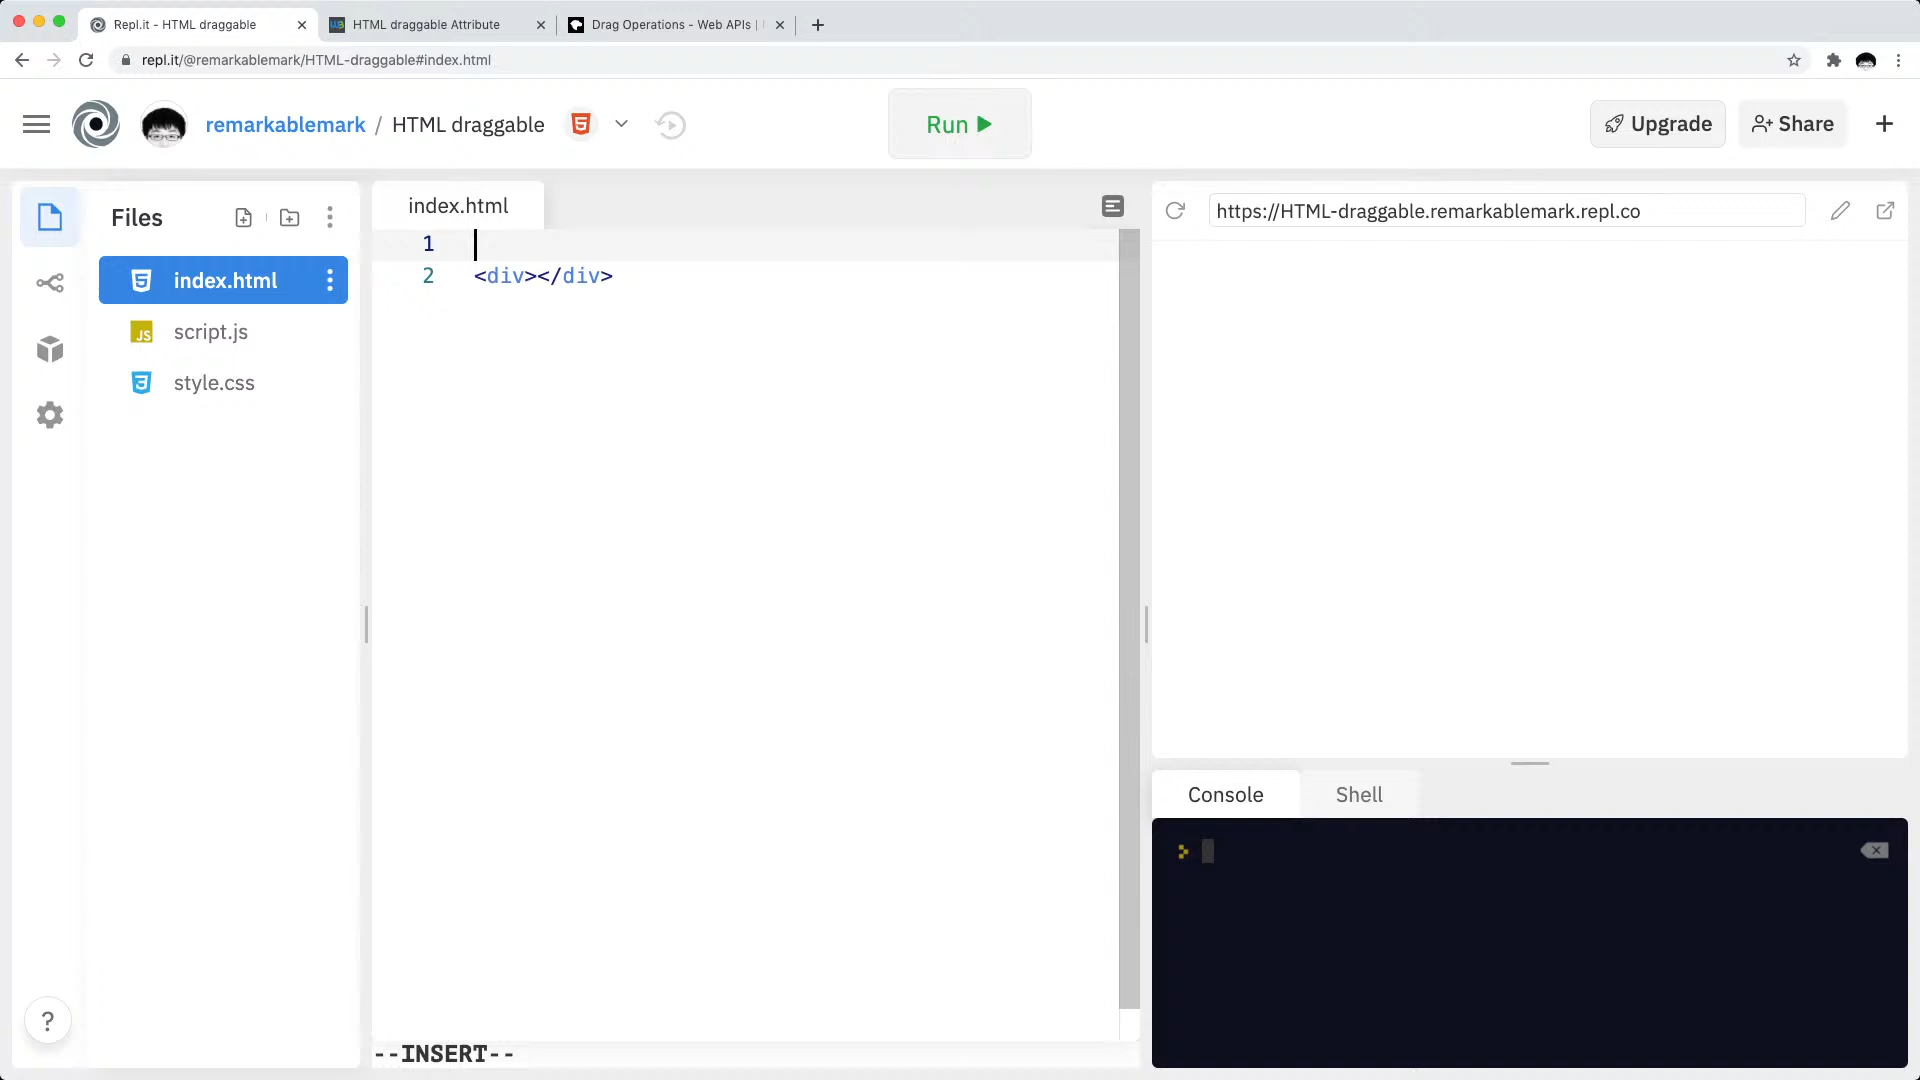 Repl.it - HTML draggable
HTML draggable Attribute
Drag Operations - Web APIs |
repl.it/@remarkablemark/HTML-draggable#index.html
remarkablemark / HTML draggable
Run
Upgrade
Share
Files
index.html
script.js
style.css
index.html
1
2 <div></div>
--INSERT--
https://HTML-draggable.remarkablemark.repl.co
Console
Shell
?